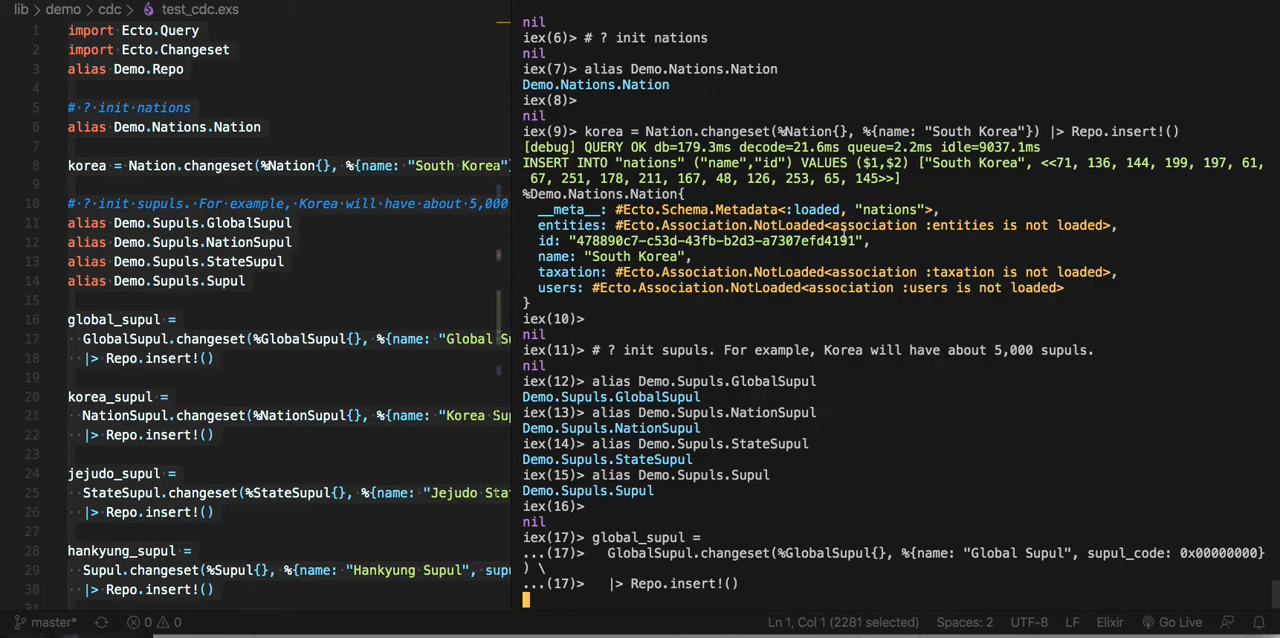 lib > demo > cdc > test_cdc.exs
1 import Ecto.Query
2 import Ecto.Changeset
3 alias Demo.Repo
4
5 # ? init nations
6 alias Demo.Nations.Nation
7
8 korea = Nation.changeset(%Nation{}, %{name: "South Korea"}
9
10 # ? init supuls. For example, Korea will have about 5,000
11 alias Demo.Supuls.GlobalSupul
12 alias Demo.Supuls.NationSupul
13 alias Demo.Supuls.StateSupul
14 alias Demo.Supuls.Supul
15
16 global_supul =
17 GlobalSupul.changeset(%GlobalSupul{}, %{name: "Global Su
18 |> Repo.insert!()
19
20 korea_supul =
21 NationSupul.changeset(%NationSupul{}, %{name: "Korea Sup
22 |> Repo.insert!()
23
24 jejudo_supul =
25 StateSupul.changeset(%StateSupul{}, %{name: "Jejudo Stat
26 |> Repo.insert!()
27
28 hankyung_supul =
29 Supul.changeset(%Supul{}, %{name: "Hankyung Supul", supu
30 |> Repo.insert!()
31
nil
iex(6)> # ? init nations
nil
iex(7)> alias Demo.Nations.Nation
Demo.Nations.Nation
iex(8)>
nil
iex(9)> korea = Nation.changeset(%Nation{}, %{name: "South Korea"}) |> Repo.insert!()
[debug] QUERY OK db=179.3ms decode=21.6ms queue=2.2ms idle=9037.1ms
INSERT INTO "nations" ("name","id") VALUES ($1,$2) ["South Korea", <<71, 136, 144, 199, 197, 61,
67, 251, 178, 211, 167, 48, 126, 253, 65, 145>>]
%Demo.Nations.Nation{
__meta__: #Ecto.Schema.Metadata<:loaded, "nations">,
entities: #Ecto.Association.NotLoaded<association :entities is not loaded>,
id: "478890c7-c53d-43fb-b2d3-a7307efd4191",
name: "South Korea",
taxation: #Ecto.Association.NotLoaded<association :taxation is not loaded>,
users: #Ecto.Association.NotLoaded<association :users is not loaded>
}
iex(10)>
nil
iex(11)> # ? init supuls. For example, Korea will have about 5,000 supuls.
nil
iex(12)> alias Demo.Supuls.GlobalSupul
Demo.Supuls.GlobalSupul
iex(13)> alias Demo.Supuls.NationSupul
Demo.Supuls.NationSupul
iex(14)> alias Demo.Supuls.StateSupul
Demo.Supuls.StateSupul
iex(15)> alias Demo.Supuls.Supul
Demo.Supuls.Supul
iex(16)>
nil
iex(17)> global_supul =
...(17)> GlobalSupul.changeset(%GlobalSupul{}, %{name: "Global Supul", supul_code: 0x00000000}
) \
...(17)> |> Repo.insert!()
master* 0 0 Ln 1, Col 1 (2281 selected) Spaces: 2 UTF-8 LF Elixir Go Live